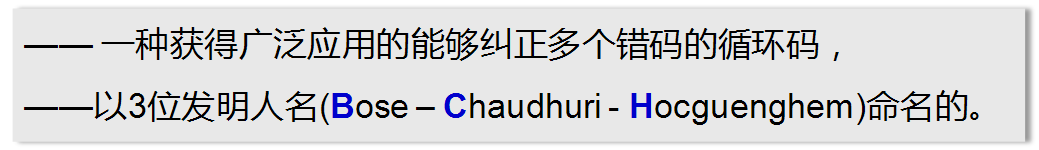 —— 一种获得广泛应用的能够纠正多个错码的循环码，
——以3位发明人名(Bose – Chaudhuri - Hocguenghem)命名的。